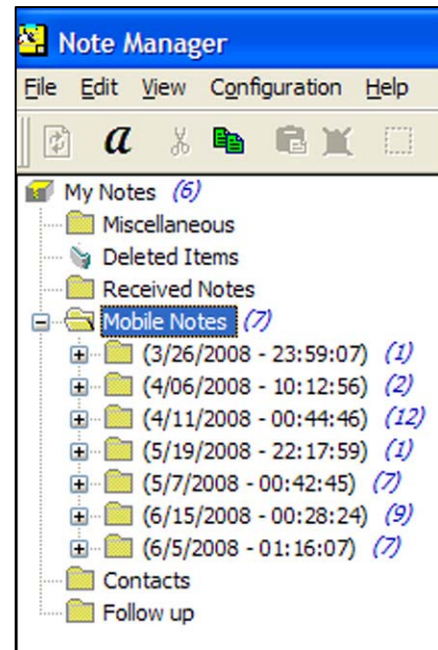 Note Manager
File Edit View Configuration Help
a
My Notes (6)
Miscellaneous
Deleted Items
Received Notes
Mobile Notes (7)
(3/26/2008 - 23:59:07) (1)
(4/06/2008 - 10:12:56) (2)
(4/11/2008 - 00:44:46) (12)
(5/19/2008 - 22:17:59) (1)
(5/7/2008 - 00:42:45) (7)
(6/15/2008 - 00:28:24) (9)
(6/5/2008 - 01:16:07) (7)
Contacts
Follow up